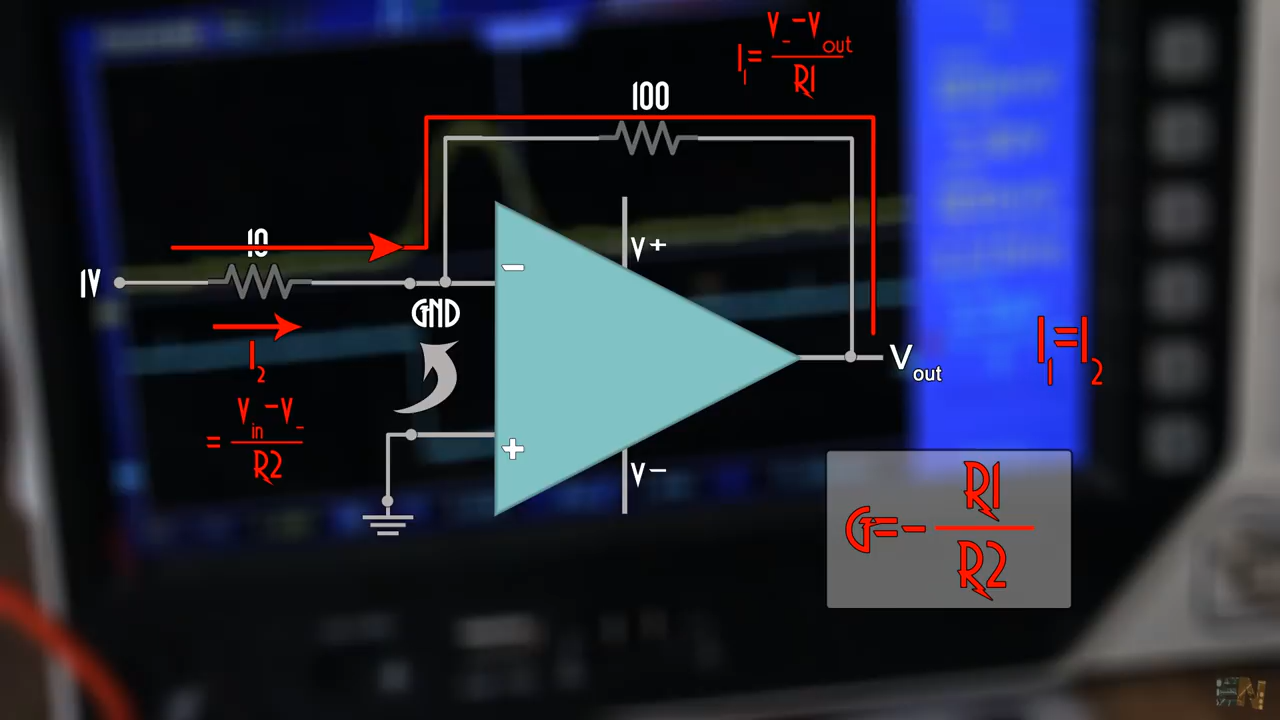 I₁ = V₋ − Vout / R1
100
10
1V
GND
V+
V−
−
+
I₂
= Vin − V₋ / R2
Vout
I₁ = I₂
G = − R1 / R2